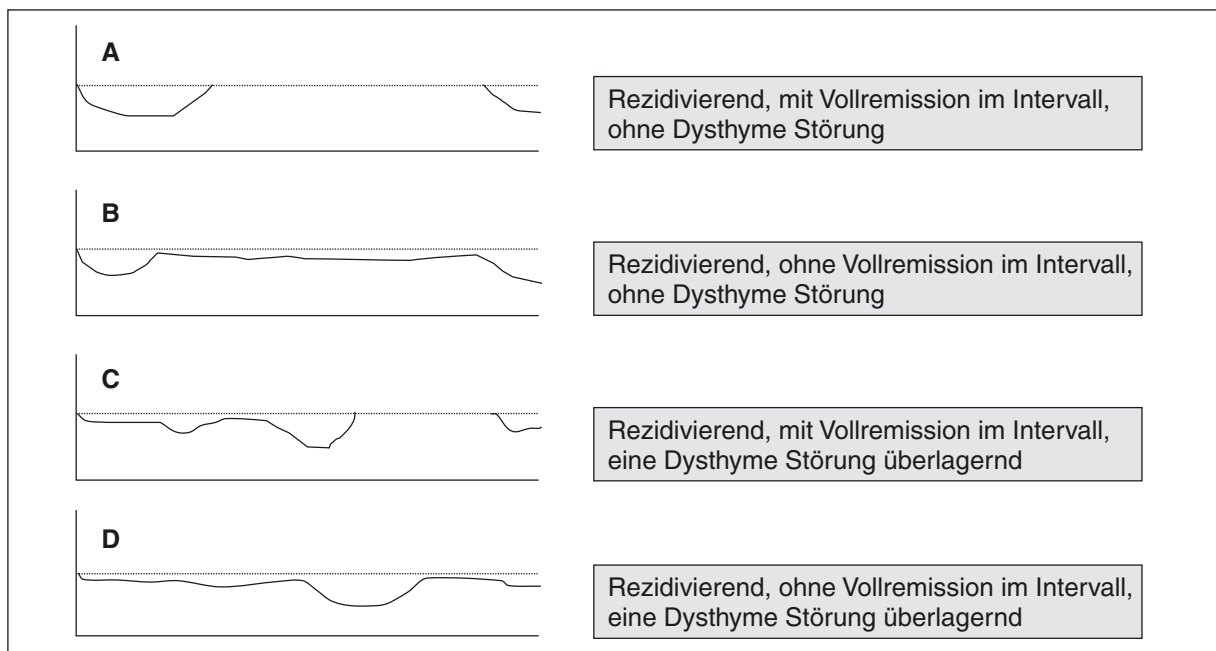 A
Rezidivierend, mit Vollremission im Intervall,
ohne Dysthyme Störung
B
Rezidivierend, ohne Vollremission im Intervall,
ohne Dysthyme Störung
C
Rezidivierend, mit Vollremission im Intervall,
eine Dysthyme Störung überlagernd
D
Rezidivierend, ohne Vollremission im Intervall,
eine Dysthyme Störung überlagernd